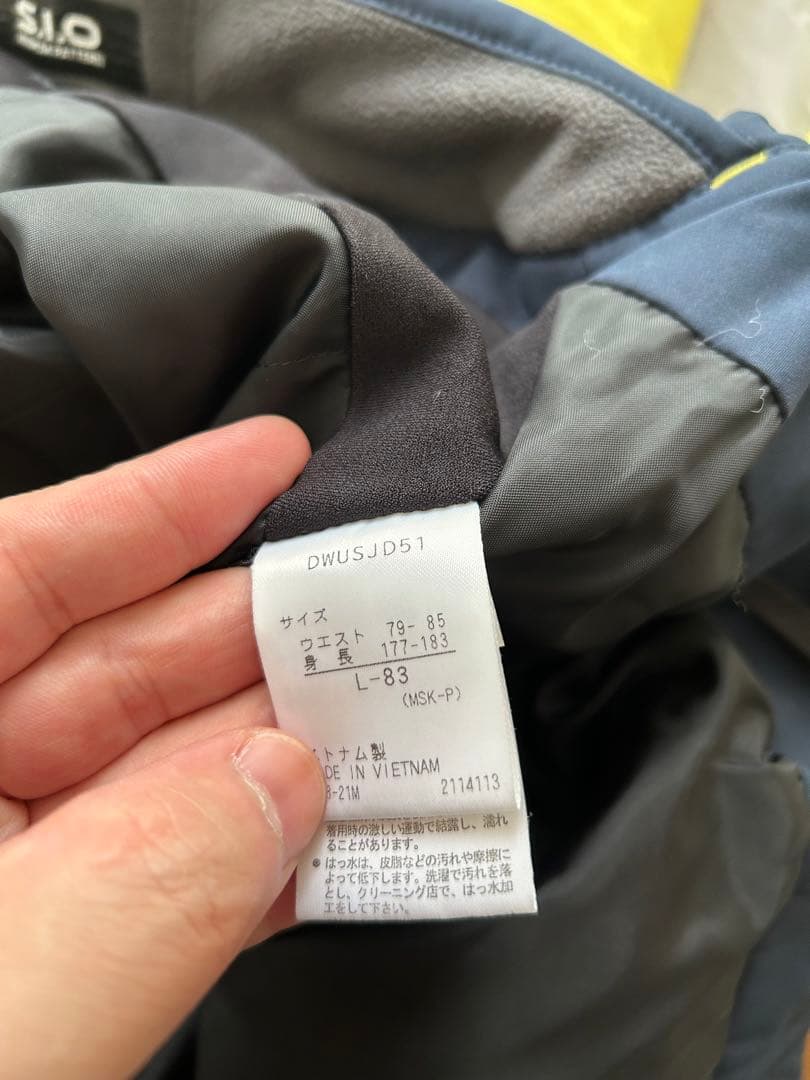 S.I.O
DWUSJD51
サイズ
ウエスト 79-85
身長 177-183
L-83
(MSK-P)
トナム製
DE IN VIETNAM
-21M 2114113
着用時の激しい運動で結露し、濡れ
ることがあります。
※はっ水は、皮脂などの汚れや摩擦に
よって低下します。洗濯で汚れを落
とし、クリーニング店で、はっ水加
工をして下さい。